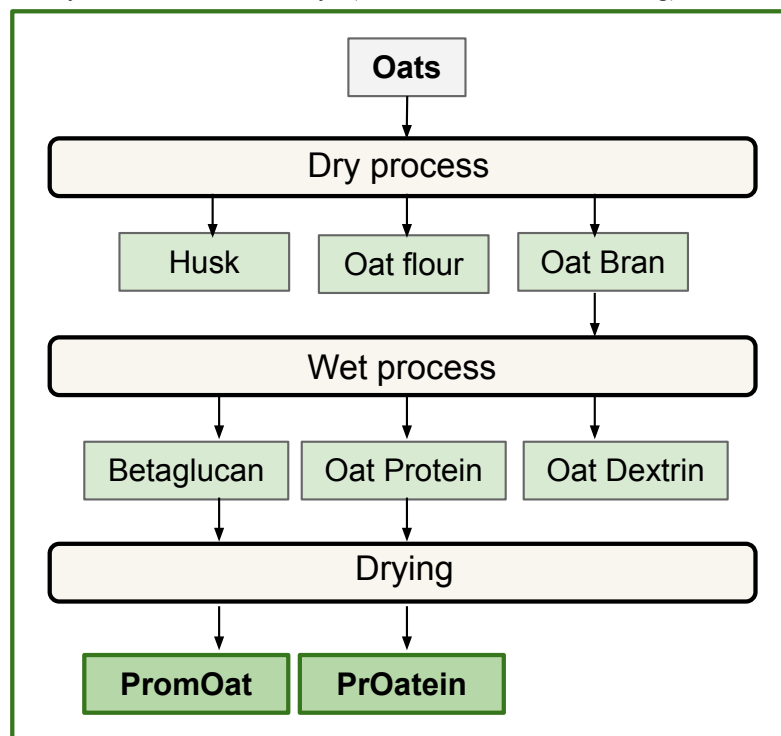 Oats
Dry process
Husk
Oat flour
Oat Bran
Wet process
Betaglucan
Oat Protein
Oat Dextrin
Drying
PromOat
PrOatein